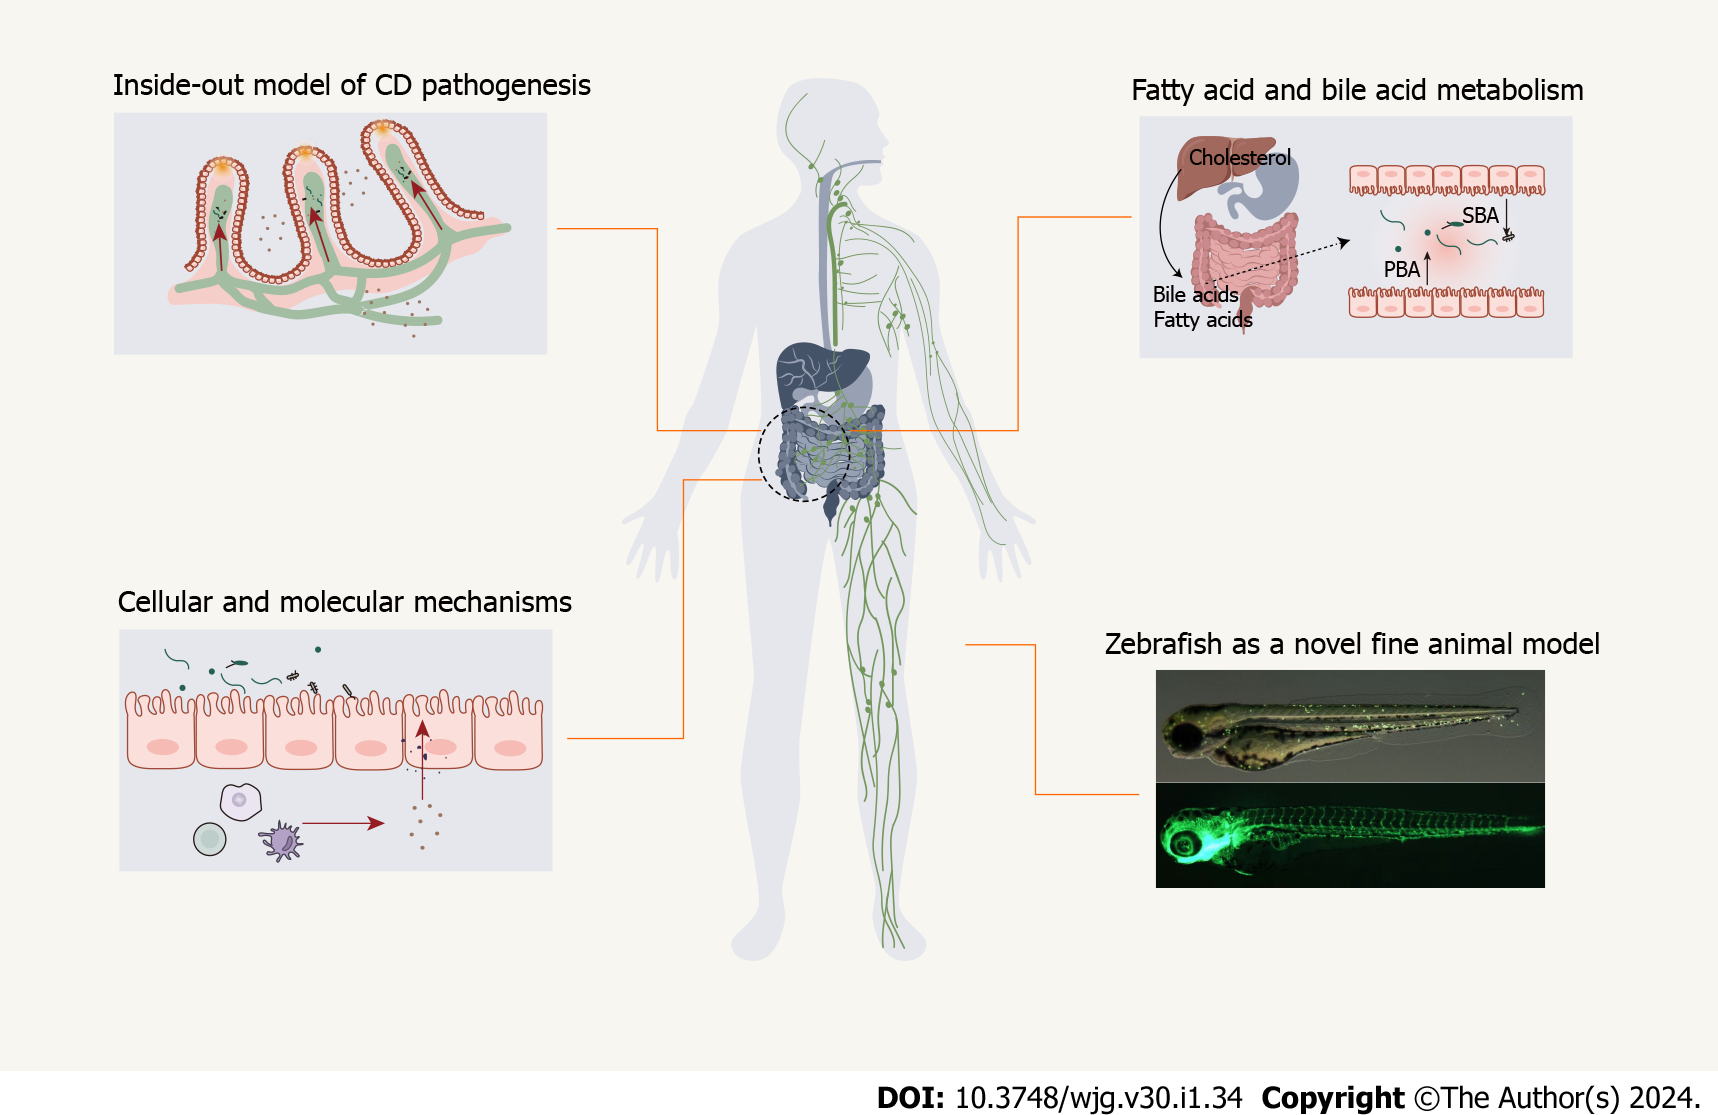 Inside-out model of CD pathogenesis
Fatty acid and bile acid metabolism
Cholesterol
SBA
PBA
Bile acids
Fatty acids
Cellular and molecular mechanisms
Zebrafish as a novel fine animal model
DOI: 10.3748/wjg.v30.i1.34 Copyright ©The Author(s) 2024.